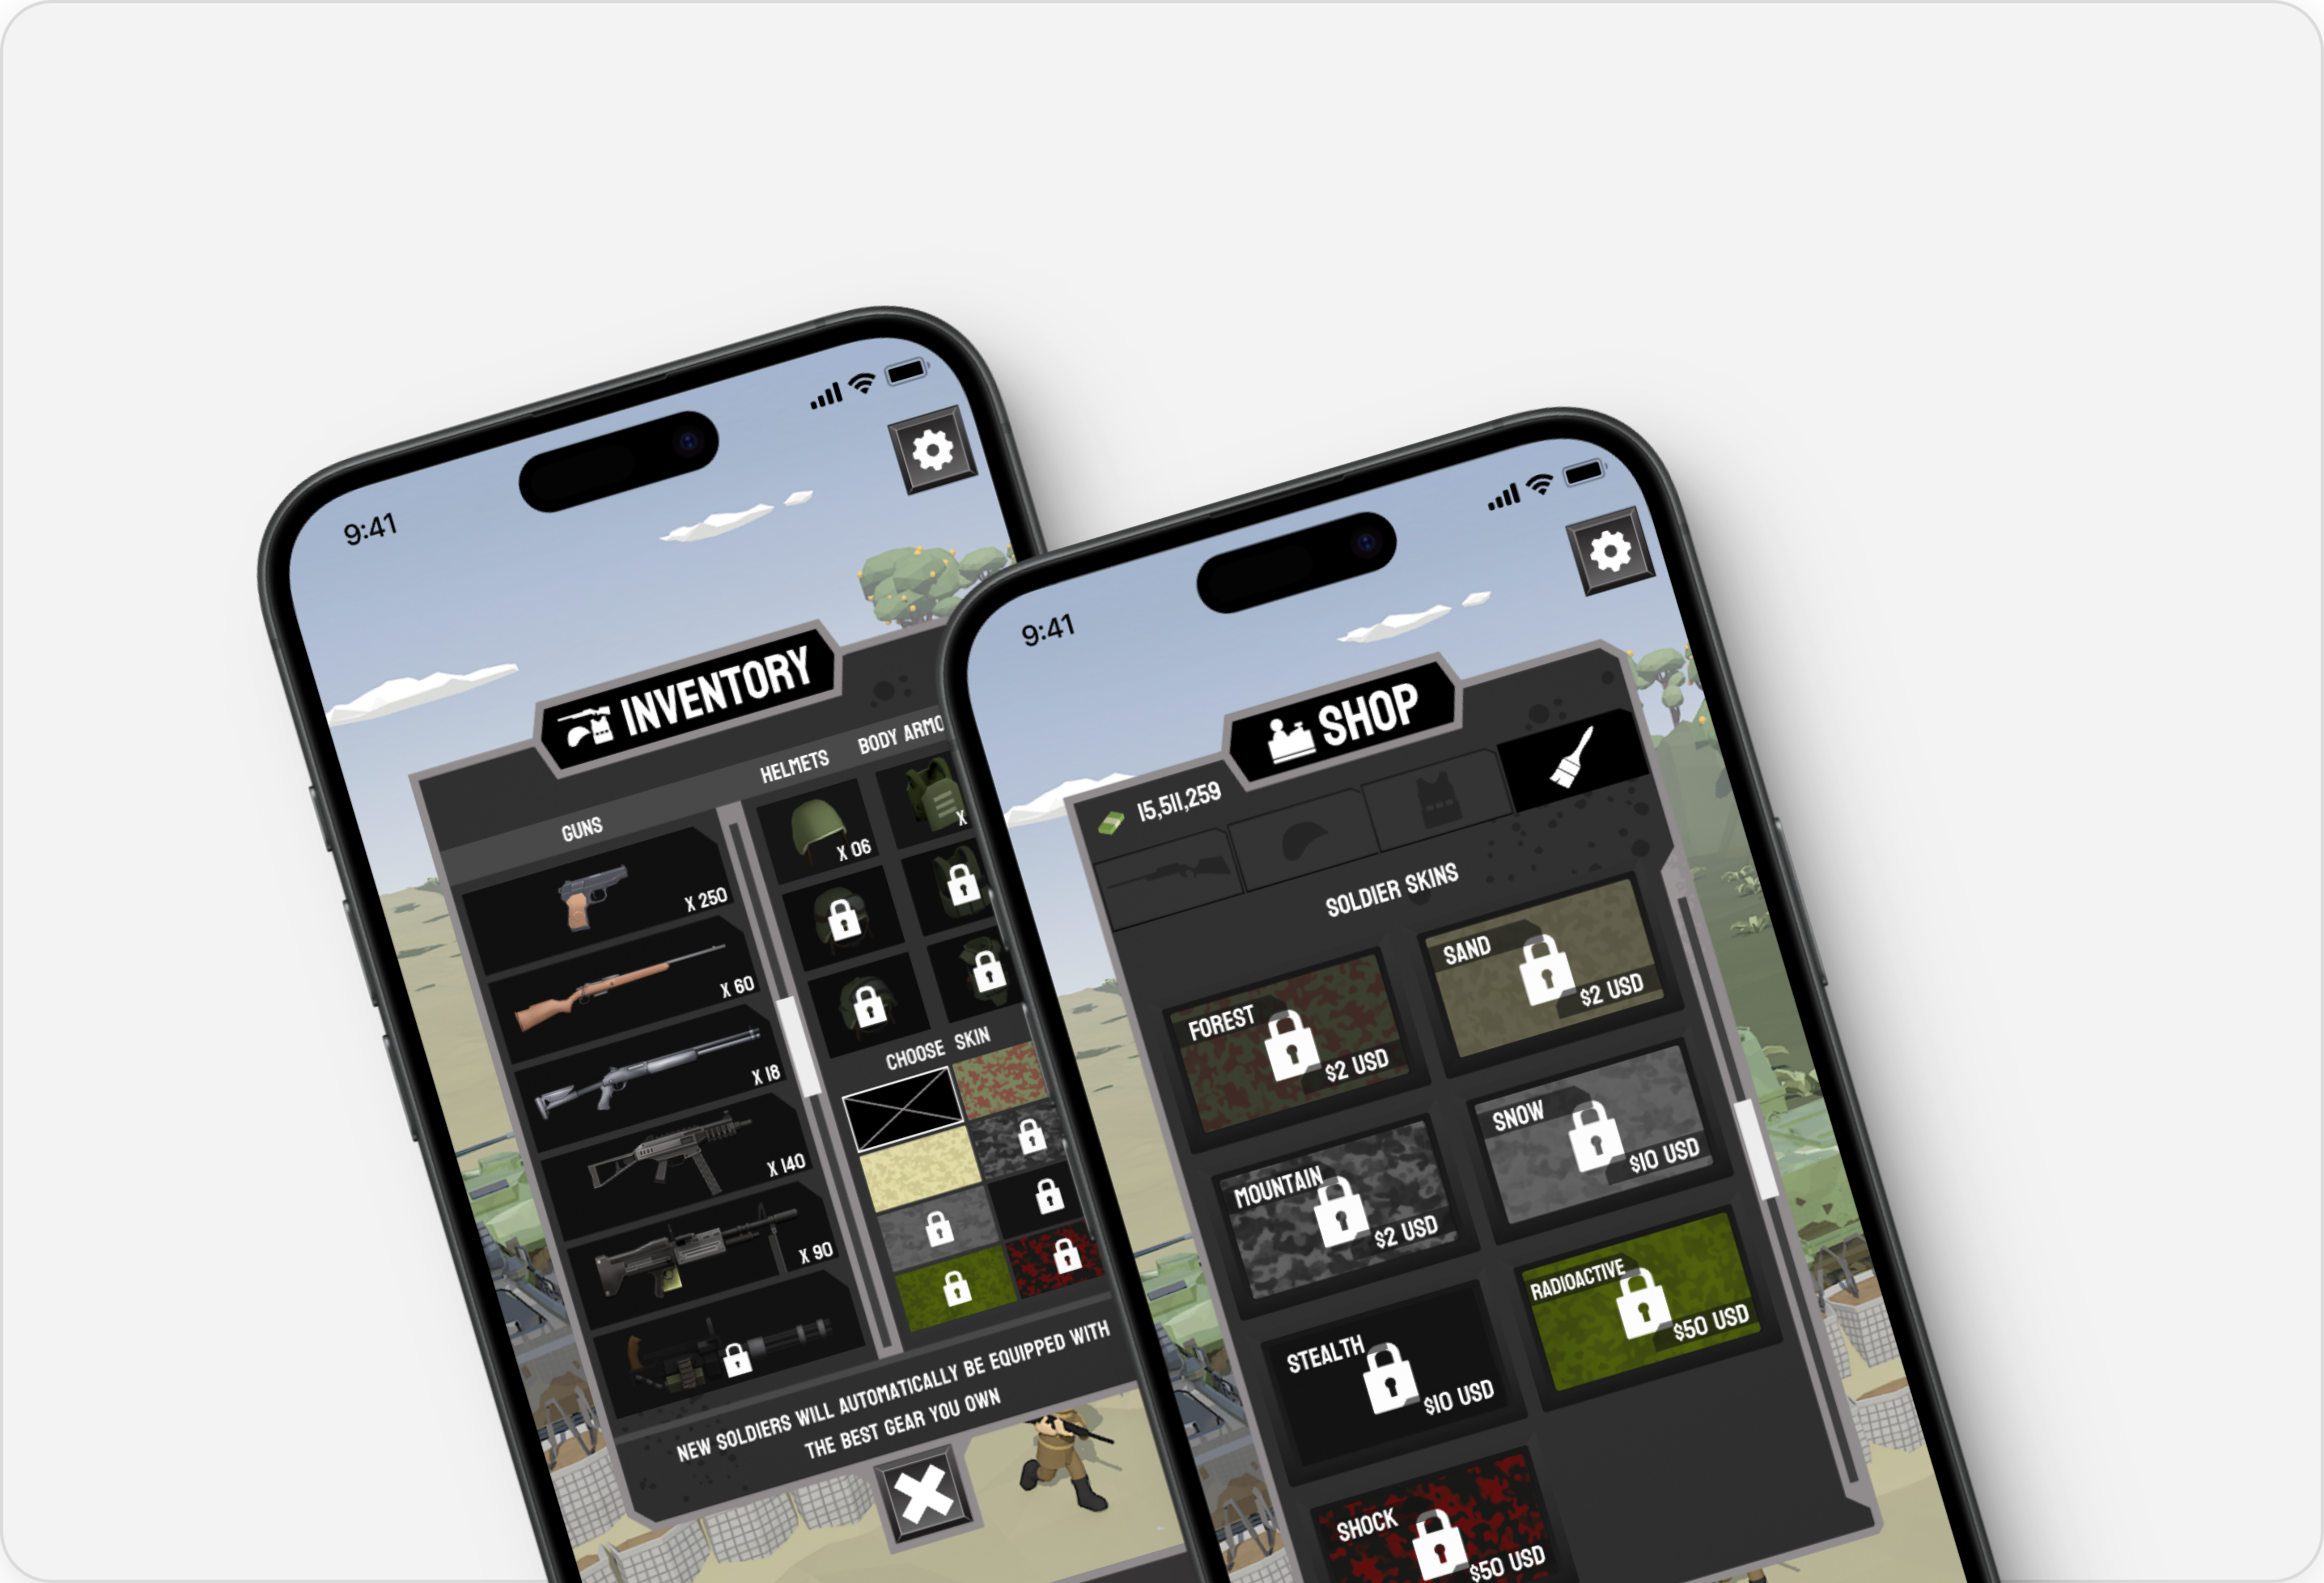 9:41
INVENTORY
GUNS
HELMETS
BODY ARMO
X 250
X 60
X 18
X 140
X 90
X 06
X
CHOOSE SKIN
NEW SOLDIERS WILL AUTOMATICALLY BE EQUIPPED WITH
THE BEST GEAR YOU OWN
9:41
SHOP
15,511,259
SOLDIER SKINS
FOREST
$2 USD
SAND
$2 USD
MOUNTAIN
$2 USD
SNOW
$10 USD
STEALTH
$10 USD
RADIOACTIVE
$50 USD
SHOCK
$50 USD